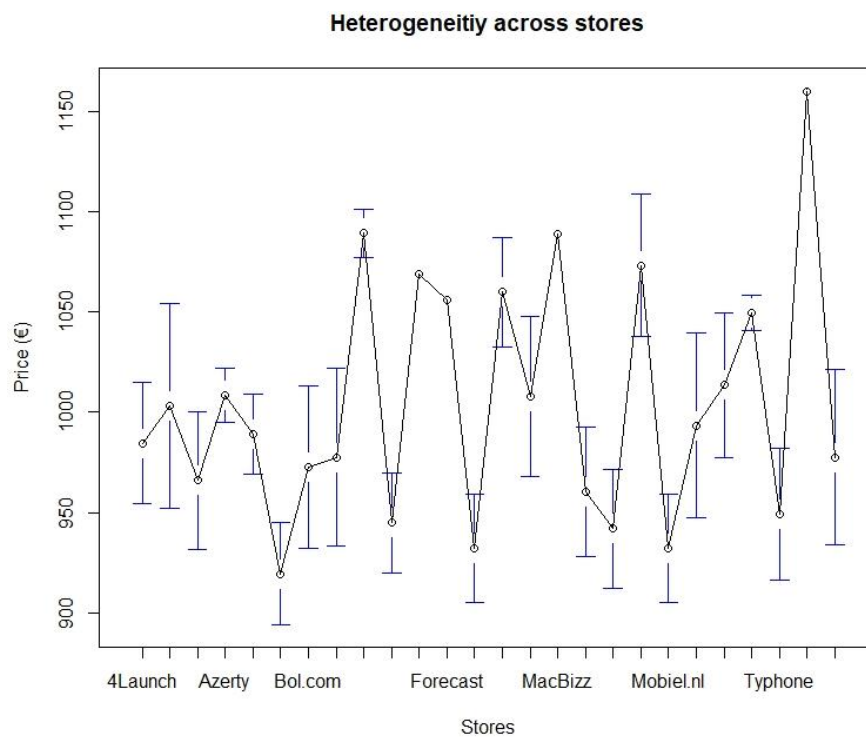 Heterogeneitiy across stores
Price (€)
1150
1100
1050
1000
950
900
4Launch Azerty Bol.com Forecast MacBizz Mobiel.nl Typhone
Stores